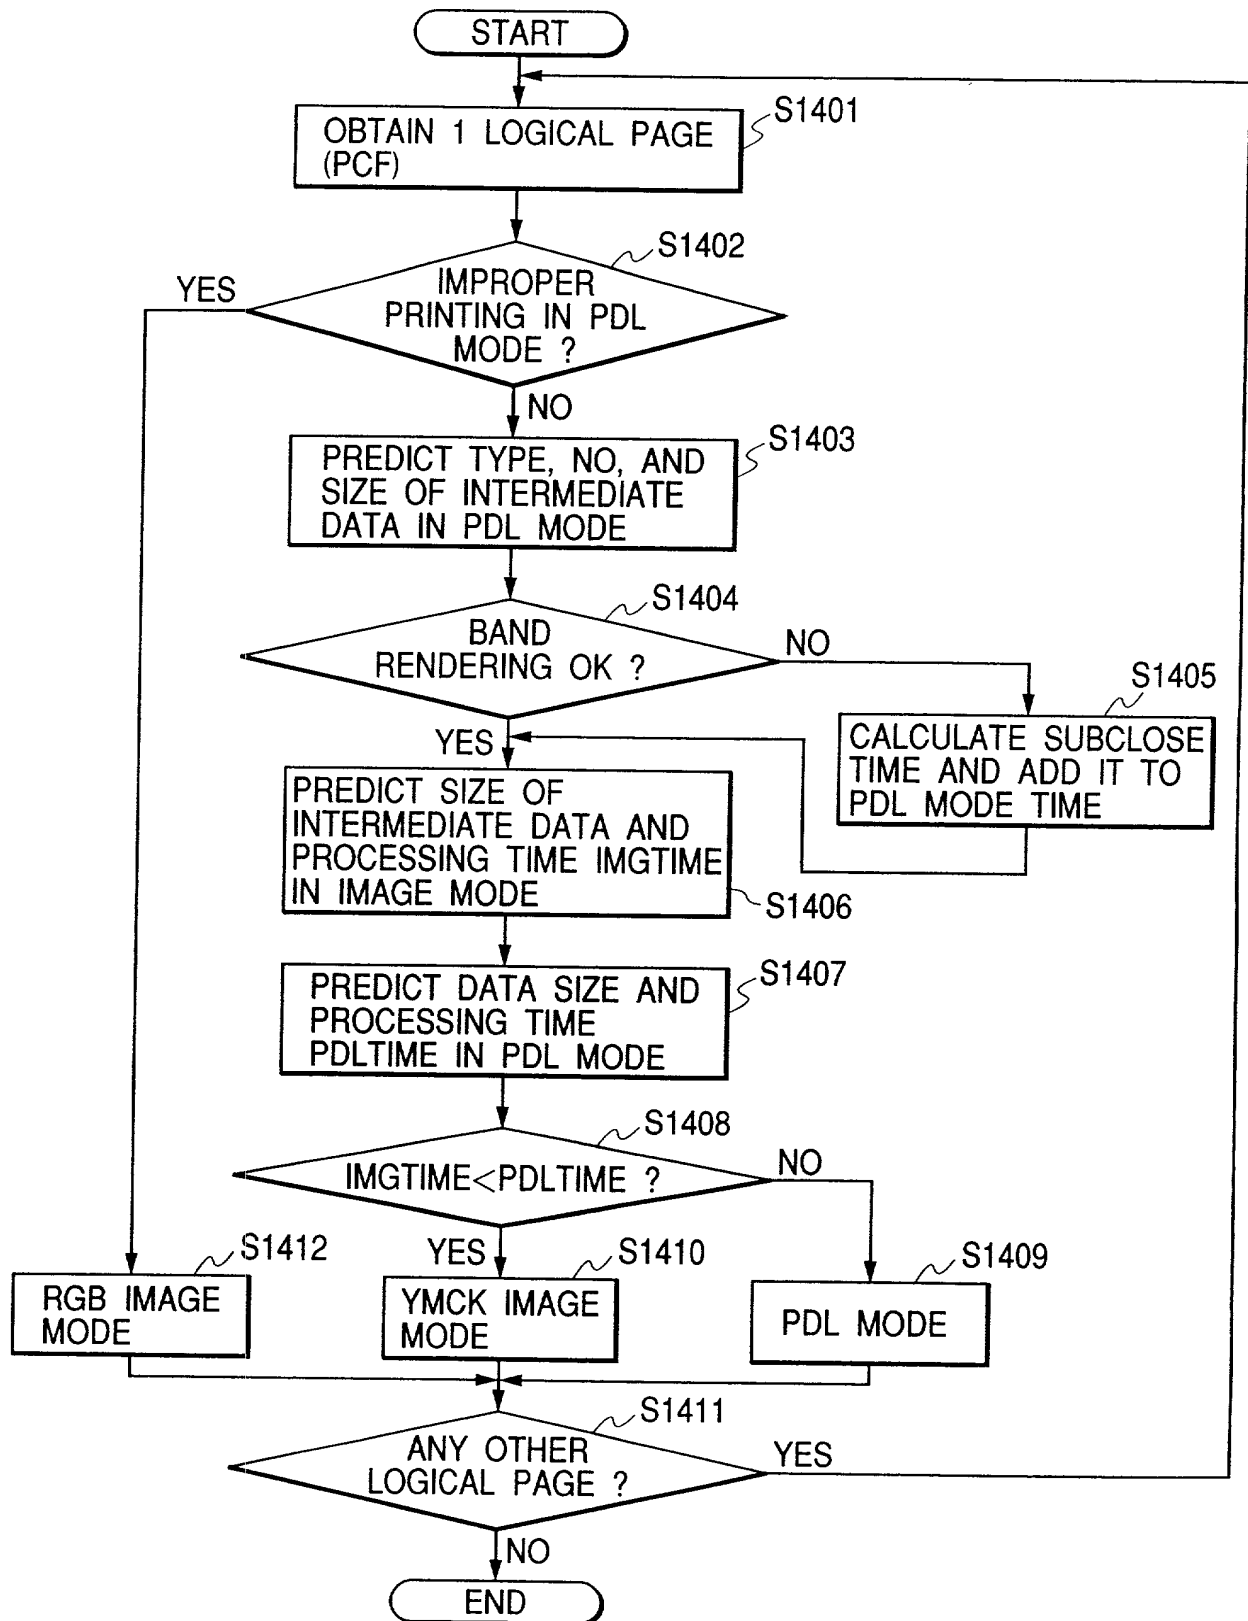 START
S1401
OBTAIN 1 LOGICAL PAGE
(PCF)
S1402
YES
IMPROPER
PRINTING IN PDL
MODE ?
NO
S1403
PREDICT TYPE, NO, AND
SIZE OF INTERMEDIATE
DATA IN PDL MODE
S1404
BAND
RENDERING OK ?
NO
S1405
CALCULATE SUBCLOSE
TIME AND ADD IT TO
PDL MODE TIME
YES
PREDICT SIZE OF
INTERMEDIATE DATA AND
PROCESSING TIME IMGTIME
IN IMAGE MODE
S1406
S1407
PREDICT DATA SIZE AND
PROCESSING TIME
PDLTIME IN PDL MODE
S1408
IMGTIME<PDLTIME ?
NO
YES
S1412
RGB IMAGE
MODE
S1410
YMCK IMAGE
MODE
S1409
PDL MODE
S1411
ANY OTHER
LOGICAL PAGE ?
YES
NO
END